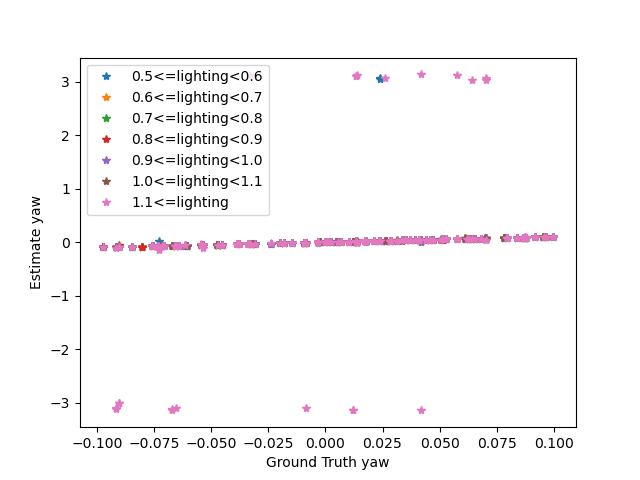 0.5<=lighting<0.6
0.6<=lighting<0.7
0.7<=lighting<0.8
0.8<=lighting<0.9
0.9<=lighting<1.0
1.0<=lighting<1.1
1.1<=lighting
3
2
1
0
−1
−2
−3
Estimate yaw
−0.100 −0.075 −0.050 −0.025 0.000 0.025 0.050 0.075 0.100
Ground Truth yaw